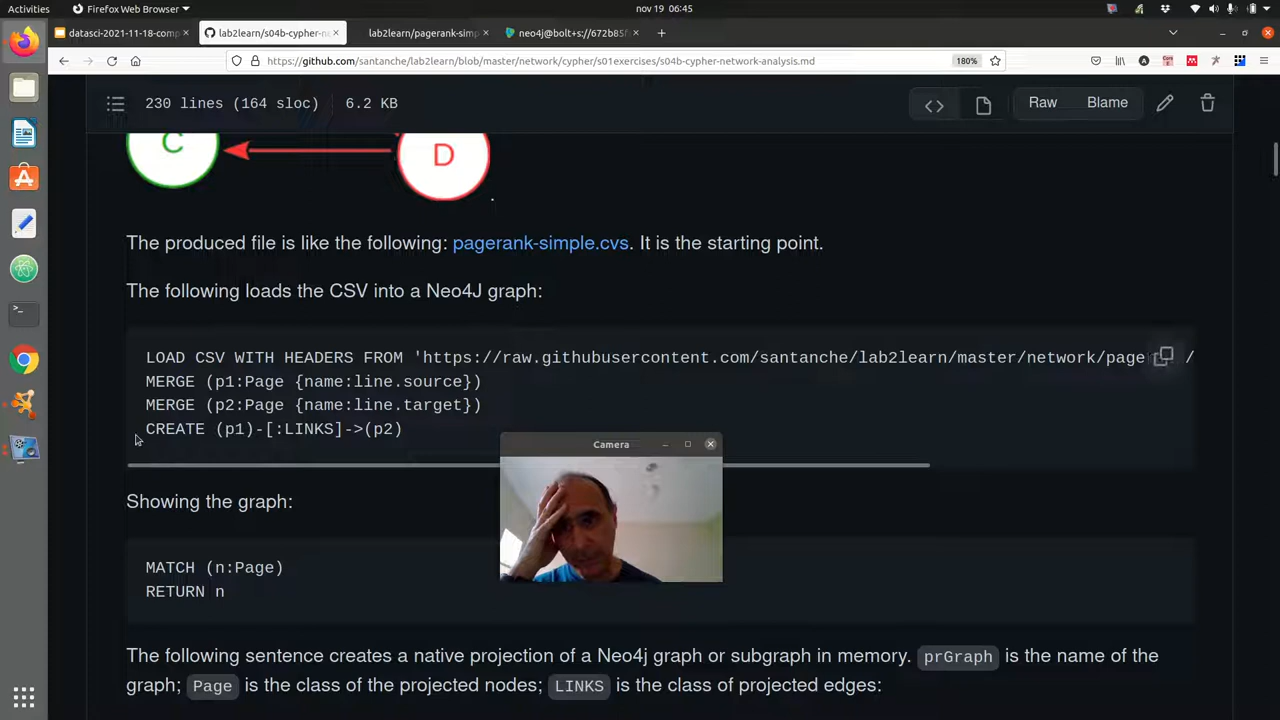 Activities
Firefox Web Browser
nov 19 06:45
datasci-2021-11-18-comp
lab2learn/s04b-cypher-ne
lab2learn/pagerank-simp
neo4j@bolt+s://672b85f
https://github.com/santanche/lab2learn/blob/master/network/cypher/s01exercises/s04b-cypher-network-analysis.md
180%
230 lines (164 sloc) 6.2 KB
Raw
Blame
C
D
.
The produced file is like the following: pagerank-simple.cvs. It is the starting point.
The following loads the CSV into a Neo4J graph:
LOAD CSV WITH HEADERS FROM 'https://raw.githubusercontent.com/santanche/lab2learn/master/network/page /
MERGE (p1:Page {name:line.source})
MERGE (p2:Page {name:line.target})
CREATE (p1)-[:LINKS]->(p2)
Camera
Showing the graph:
MATCH (n:Page)
RETURN n
The following sentence creates a native projection of a Neo4j graph or subgraph in memory. prGraph is the name of the
graph; Page is the class of the projected nodes; LINKS is the class of projected edges: